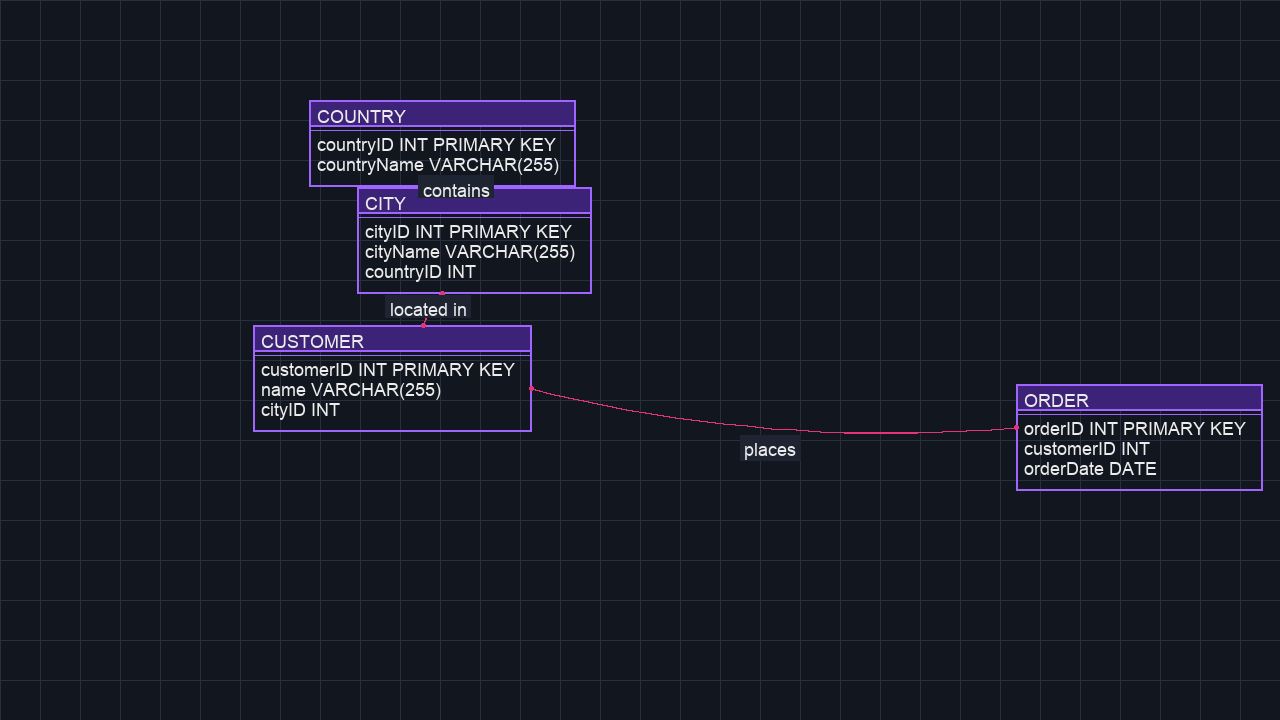 COUNTRY
countryID INT PRIMARY KEY
countryName VARCHAR(255)
contains
CITY
cityID INT PRIMARY KEY
cityName VARCHAR(255)
countryID INT
located in
CUSTOMER
customerID INT PRIMARY KEY
name VARCHAR(255)
cityID INT
places
ORDER
orderID INT PRIMARY KEY
customerID INT
orderDate DATE